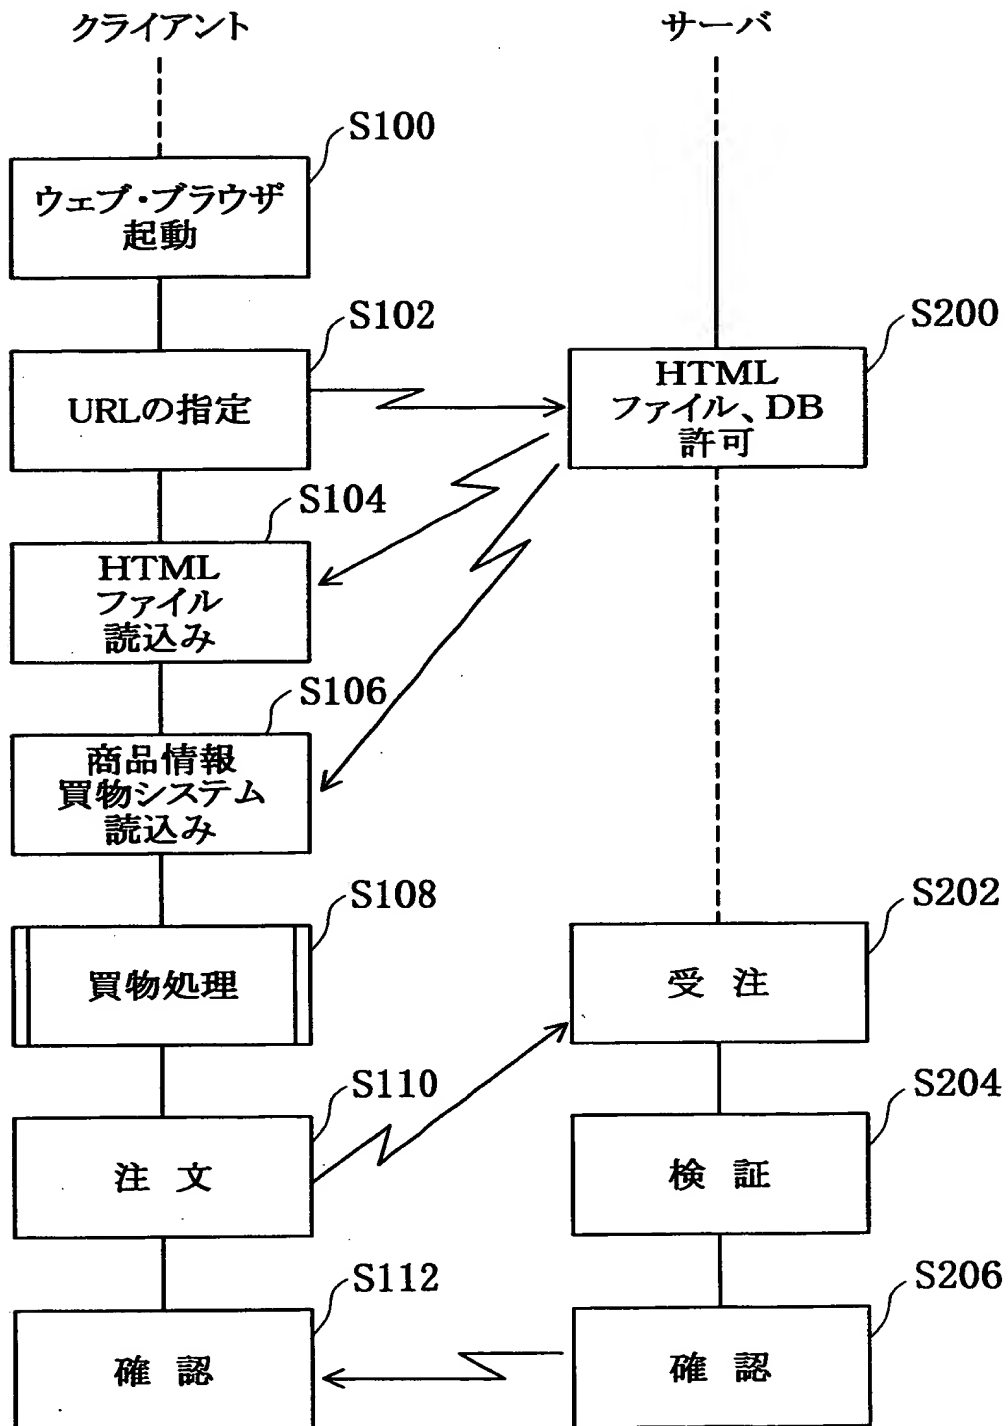 クライアント
サーバ
S100
ウェブ・ブラウザ
起動
S102
URLの指定
S200
HTML
ファイル、DB
許可
S104
HTML
ファイル
読込み
S106
商品情報
買物システム
読込み
S108
買物処理
S202
受 注
S110
注 文
S204
検 証
S112
確 認
S206
確 認